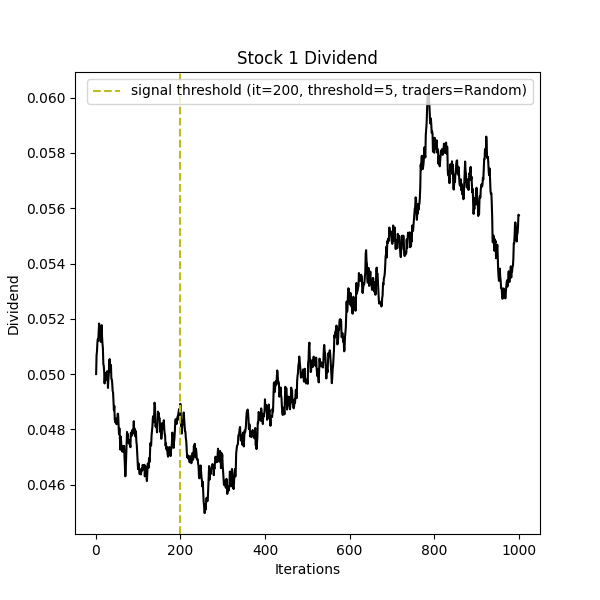 Stock 1 Dividend
signal threshold (it=200, threshold=5, traders=Random)
Dividend
0.060
0.058
0.056
0.054
0.052
0.050
0.048
0.046
0 200 400 600 800 1000
Iterations